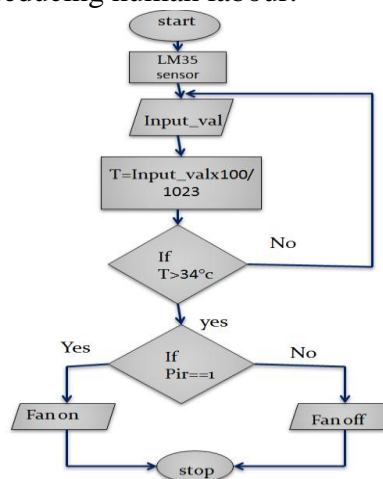 reducing human labour.
start
LM35
sensor
Input_val
T=Input_valx100/
1023
If
T>34°c
No
yes
Yes
If
Pir==1
No
Fan on
Fan off
stop